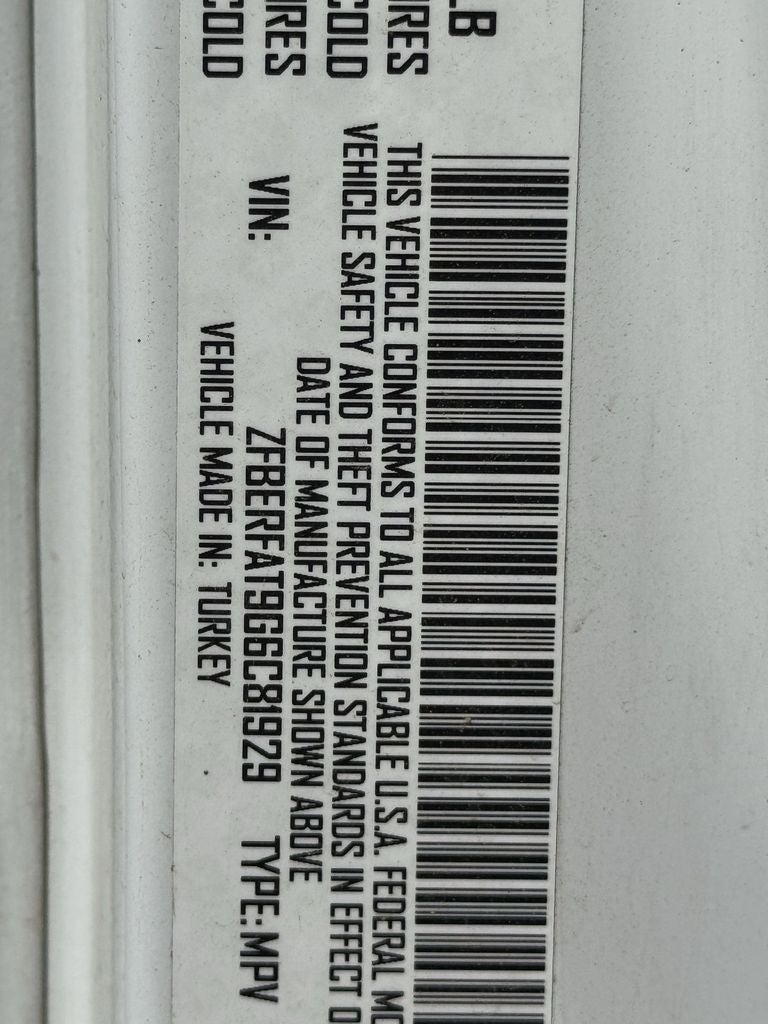 LB
IRES
COLD
IRES
COLD
THIS VEHICLE CONFORMS TO ALL APPLICABLE U.S.A. FEDERAL MO
VEHICLE SAFETY AND THEFT PREVENTION STANDARDS IN EFFECT O
DATE OF MANUFACTURE SHOWN ABOVE
VIN: ZFBERFAT9G6C81929 TYPE: MPV
VEHICLE MADE IN: TURKEY